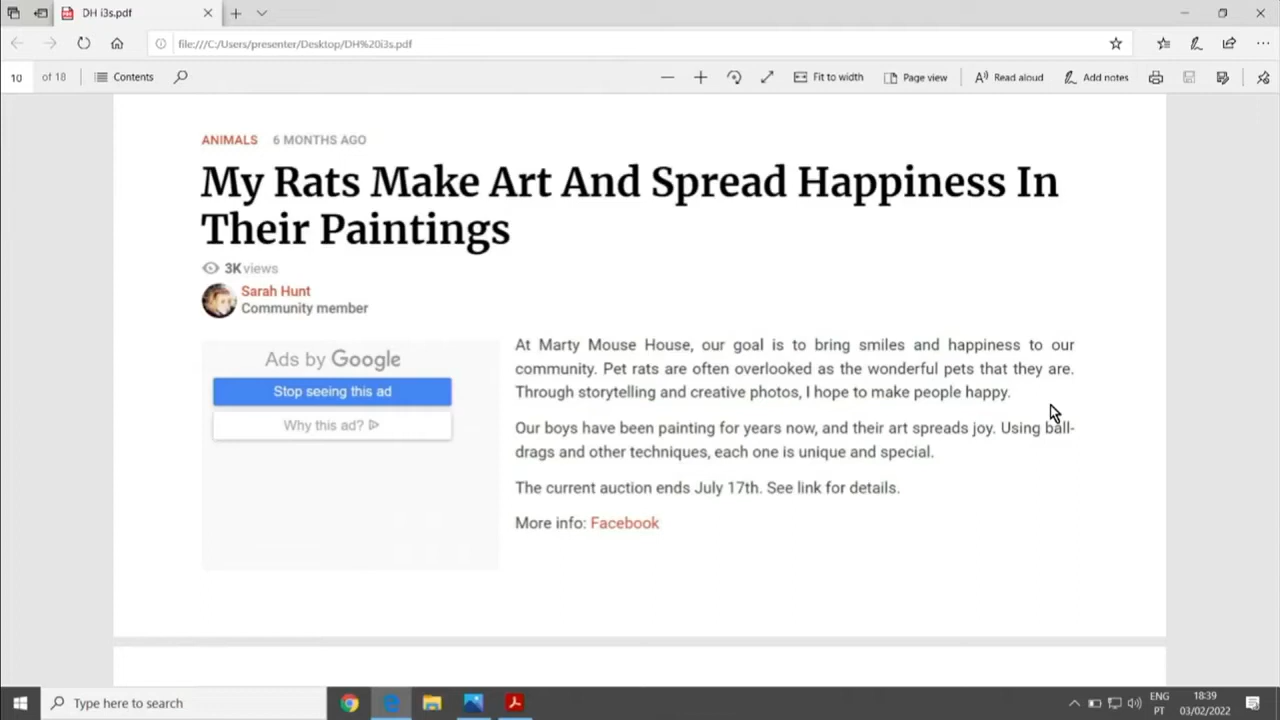 DH i3s.pdf
file:///C:/Users/presenter/Desktop/DH%20i3s.pdf
10 of 18 Contents Fit to width Page view Read aloud Add notes
ANIMALS 6 MONTHS AGO
My Rats Make Art And Spread Happiness In
Their Paintings
3K views
Sarah Hunt
Community member
Ads by Google
Stop seeing this ad
Why this ad?
At Marty Mouse House, our goal is to bring smiles and happiness to our
community. Pet rats are often overlooked as the wonderful pets that they are.
Through storytelling and creative photos, I hope to make people happy.
Our boys have been painting for years now, and their art spreads joy. Using ball-
drags and other techniques, each one is unique and special.
The current auction ends July 17th. See link for details.
More info: Facebook
Type here to search
ENG
PT
18:39
03/02/2022